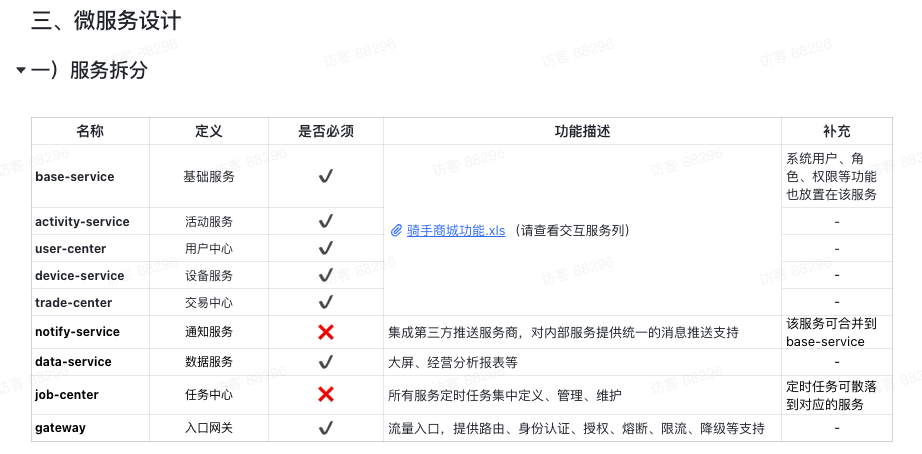 三、微服务设计
一）服务拆分
名称 定义 是否必须 功能描述 补充
base-service 基础服务 ✔ 系统用户、角
色、权限等功能
也放置在该服务
activity-service 活动服务 ✔ -
骑手商城功能.xls （请查看交互服务列）
user-center 用户中心 ✔ -
device-service 设备服务 ✔ -
trade-center 交易中心 ✔ -
notify-service 通知服务 ❌ 集成第三方推送服务商，对内部服务提供统一的消息推送支持 该服务可合并到
base-service
data-service 数据服务 ✔ 大屏、经营分析报表等 -
job-center 任务中心 ❌ 所有服务定时任务集中定义、管理、维护 定时任务可散落
到对应的服务
gateway 入口网关 ✔ 流量入口，提供路由、身份认证、授权、熔断、限流、降级等支持 -
访客 88296